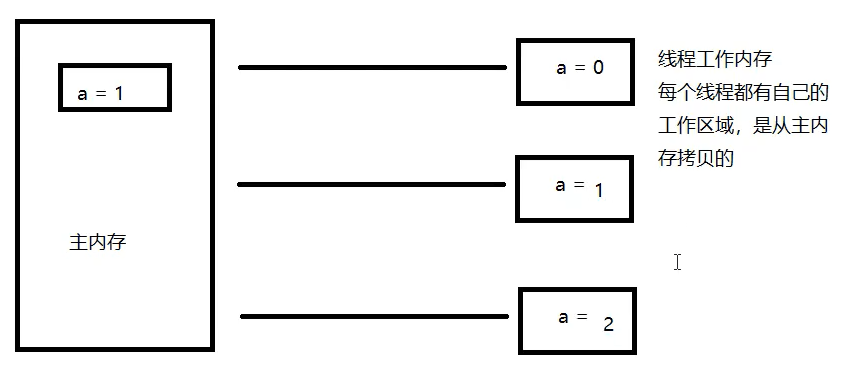 a = 1
主内存
a = 0
a = 1
a = 2
线程工作内存
每个线程都有自己的
工作区域，是从主内
存拷贝的